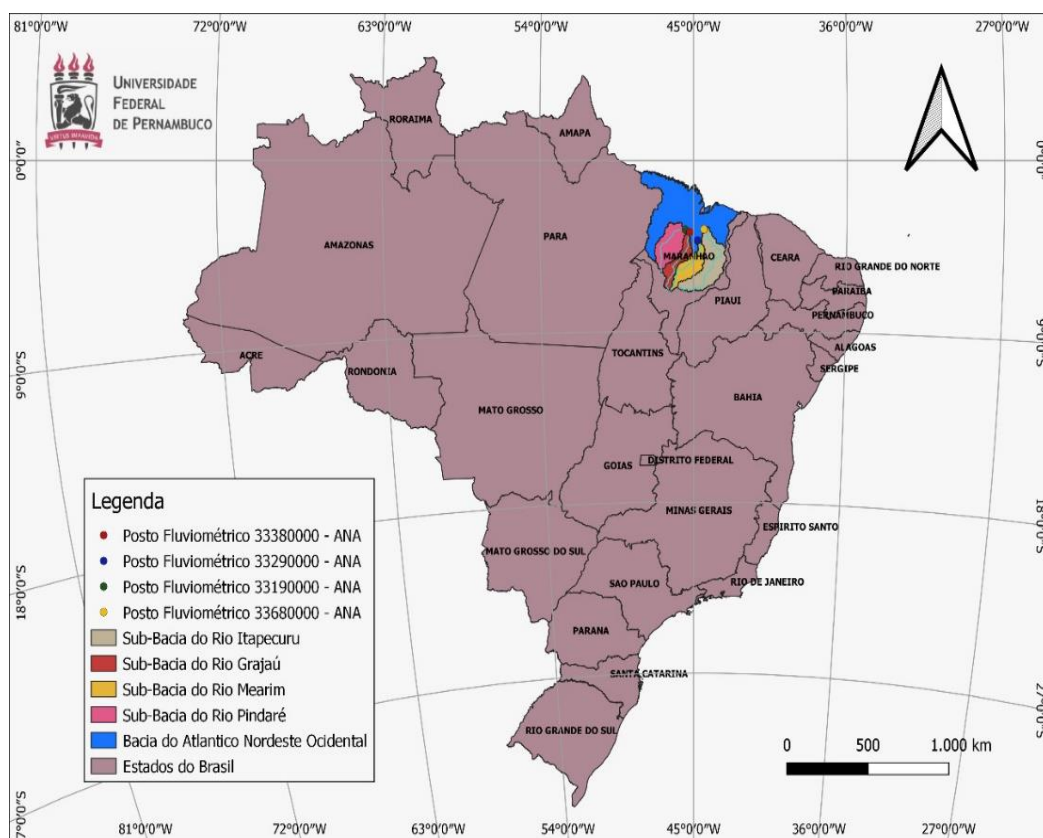 81°0'0"W 72°0'0"W 63°0'0"W 54°0'0"W 45°0'0"W 36°0'0"W 27°0'0"W
UNIVERSIDADE
FEDERAL
DE PERNAMBUCO
VIRTUS IMPAVIDA
RORAIMA
AMAPA
0°0'0"
0°0'0"
AMAZONAS
PARA
MARANHAO
CEARA
RIO GRANDE DO NORTE
PARAIBA
PIAUI
PERNAMBUCO
ALAGOAS
SERGIPE
9°0'0"S
9°0'0"S
ACRE
RONDONIA
TOCANTINS
MATO GROSSO
BAHIA
GOIAS
DISTRITO FEDERAL
MINAS GERAIS
ESPIRITO SANTO
18°0'0"S
18°0'0"S
MATO GROSSO DO SUL
SAO PAULO
RIO DE JANEIRO
PARANA
SANTA CATARINA
RIO GRANDE DO SUL
27°0'0"S
7°0'0"S
Legenda
Posto Fluviométrico 33380000 - ANA
Posto Fluviométrico 33290000 - ANA
Posto Fluviométrico 33190000 - ANA
Posto Fluviométrico 33680000 - ANA
Sub-Bacia do Rio Itapecuru
Sub-Bacia do Rio Grajaú
Sub-Bacia do Rio Mearim
Sub-Bacia do Rio Pindaré
Bacia do Atlantico Nordeste Ocidental
Estados do Brasil
0 500 1.000 km
81°0'0"W 72°0'0"W 63°0'0"W 54°0'0"W 45°0'0"W 36°0'0"W 27°0'0"W